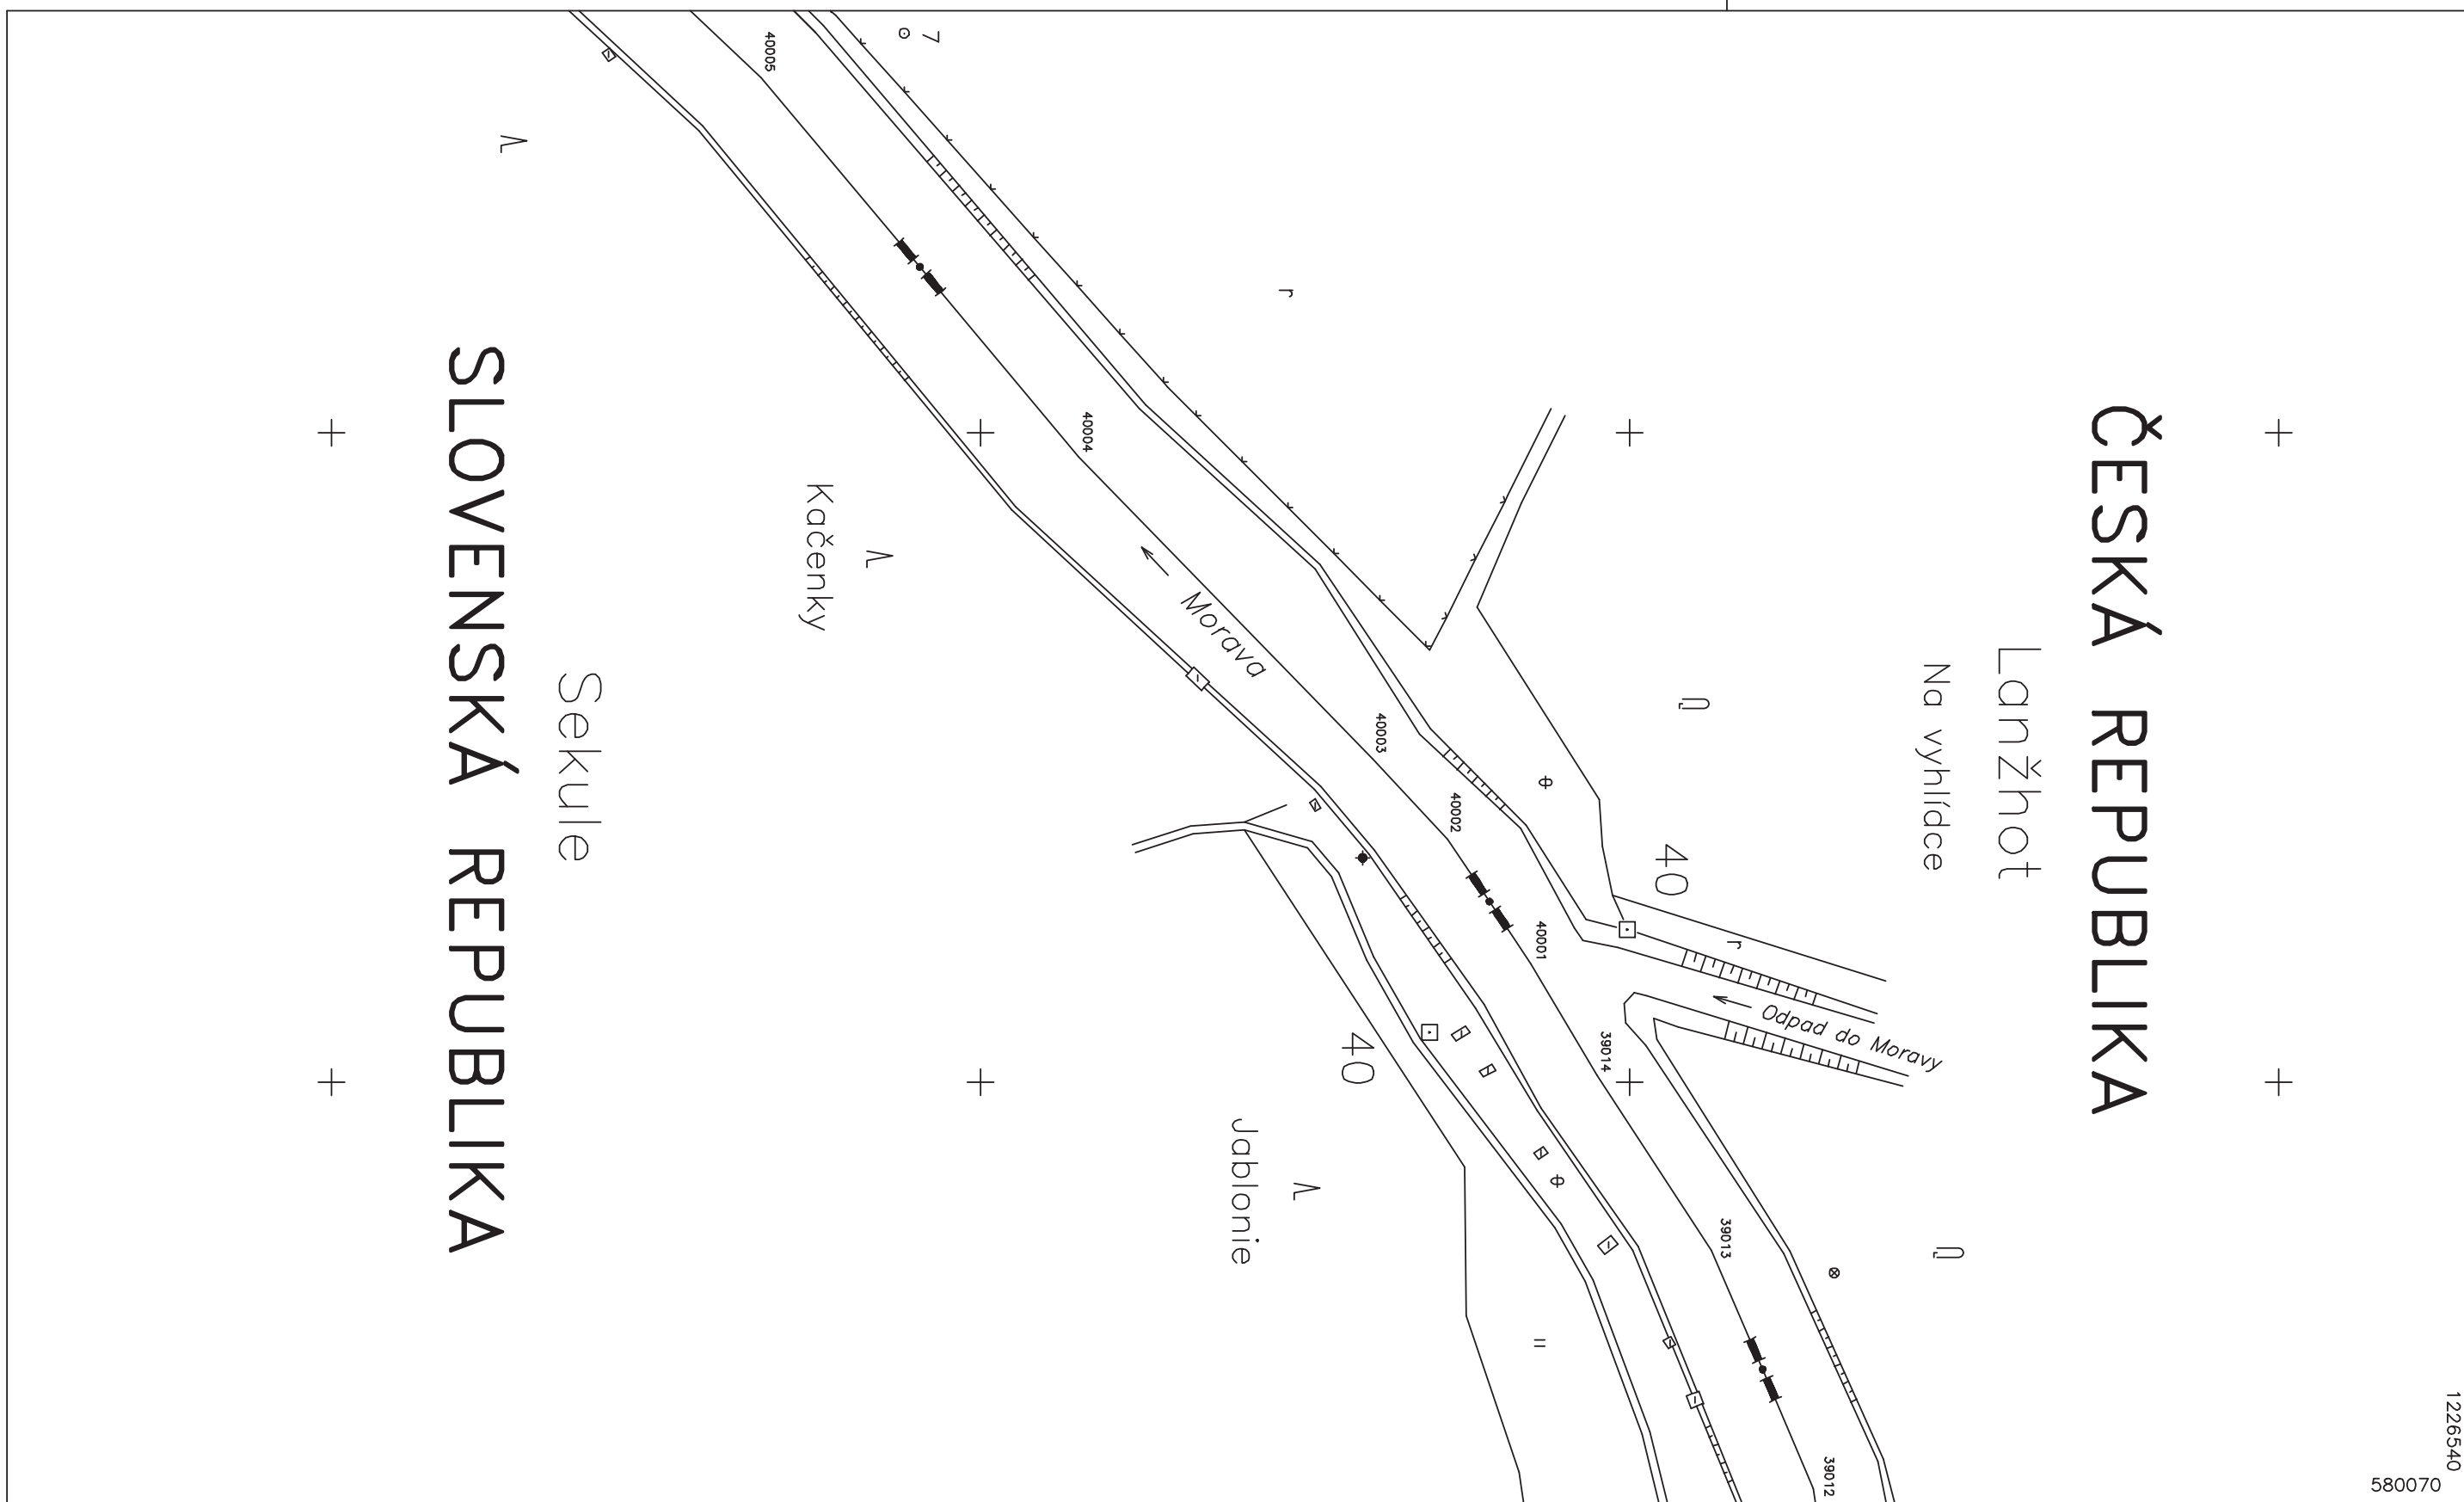 ČESKÁ REPUBLIKA
Lanžhot
Na vyhlídce
40
Odpad do Moravy
r
r
7
40005
40004
40003
40002
40001
39014
39013
39012
Morava
40
Jablonie
Kačenky
Sekule
SLOVENSKÁ REPUBLIKA
1226540
580070